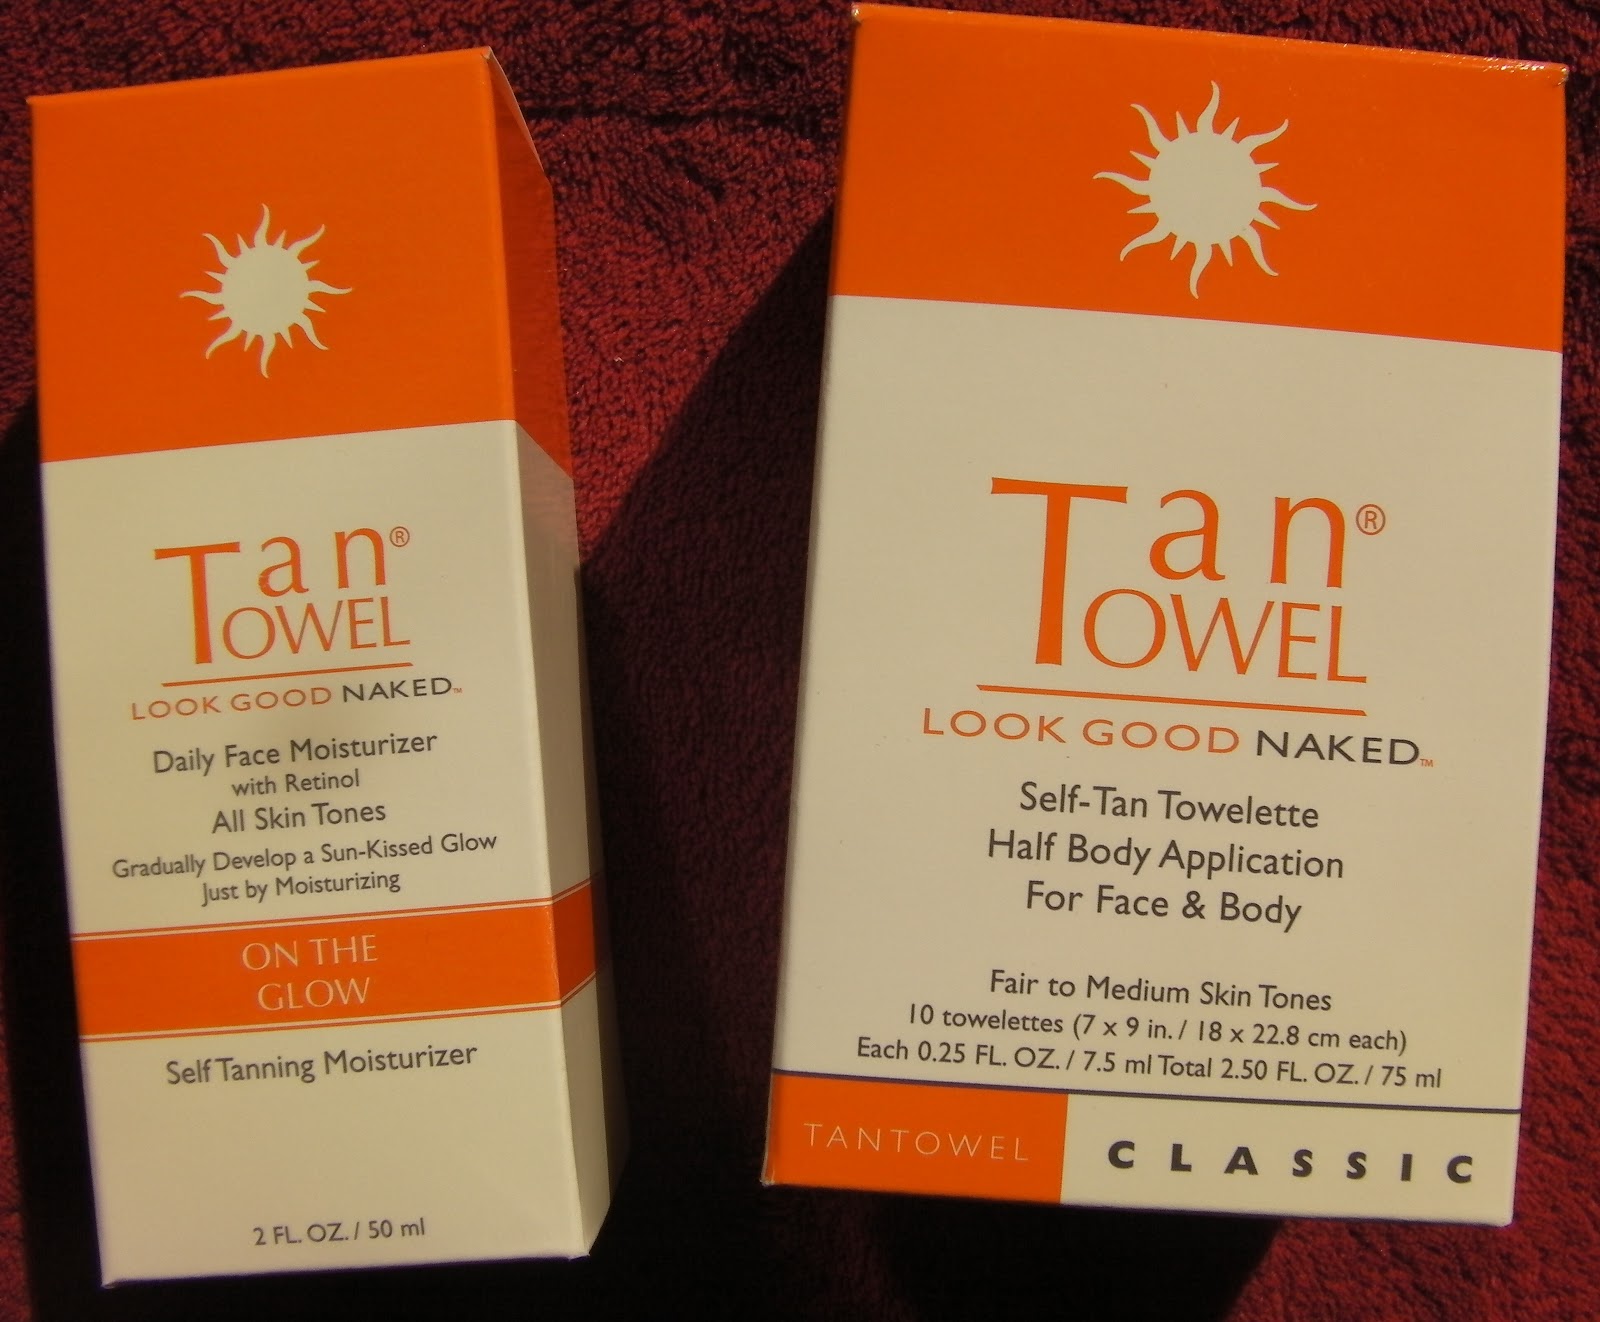 Tan®
TOWEL
LOOK GOOD NAKED™
Daily Face Moisturizer
with Retinol
All Skin Tones
Gradually Develop a Sun-Kissed Glow
Just by Moisturizing
ON THE
GLOW
Self Tanning Moisturizer
2 FL. OZ. / 50 ml
Tan®
TOWEL
LOOK GOOD NAKED™
Self-Tan Towelette
Half Body Application
For Face & Body
Fair to Medium Skin Tones
10 towelettes (7 x 9 in. / 18 x 22.8 cm each)
Each 0.25 FL. OZ. / 7.5 ml Total 2.50 FL. OZ. / 75 ml
TANTOWEL CLASSIC